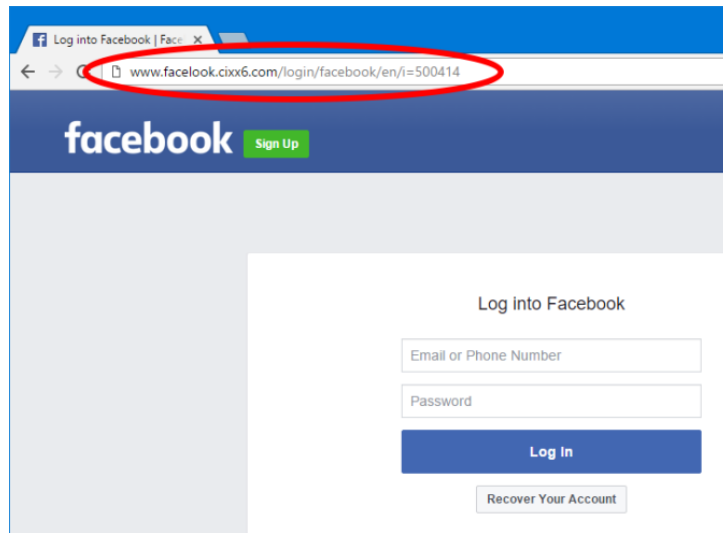 Log into Facebook | Face
www.facelook.cixx6.com/login/facebook/en/i=500414
facebook Sign Up
Log into Facebook
Email or Phone Number
Password
Log In
Recover Your Account